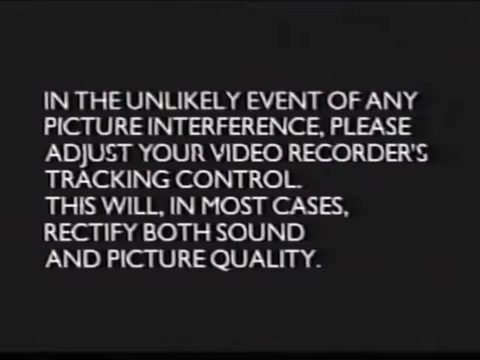 IN THE UNLIKELY EVENT OF ANY
PICTURE INTERFERENCE, PLEASE
ADJUST YOUR VIDEO RECORDER'S
TRACKING CONTROL.
THIS WILL, IN MOST CASES,
RECTIFY BOTH SOUND
AND PICTURE QUALITY.